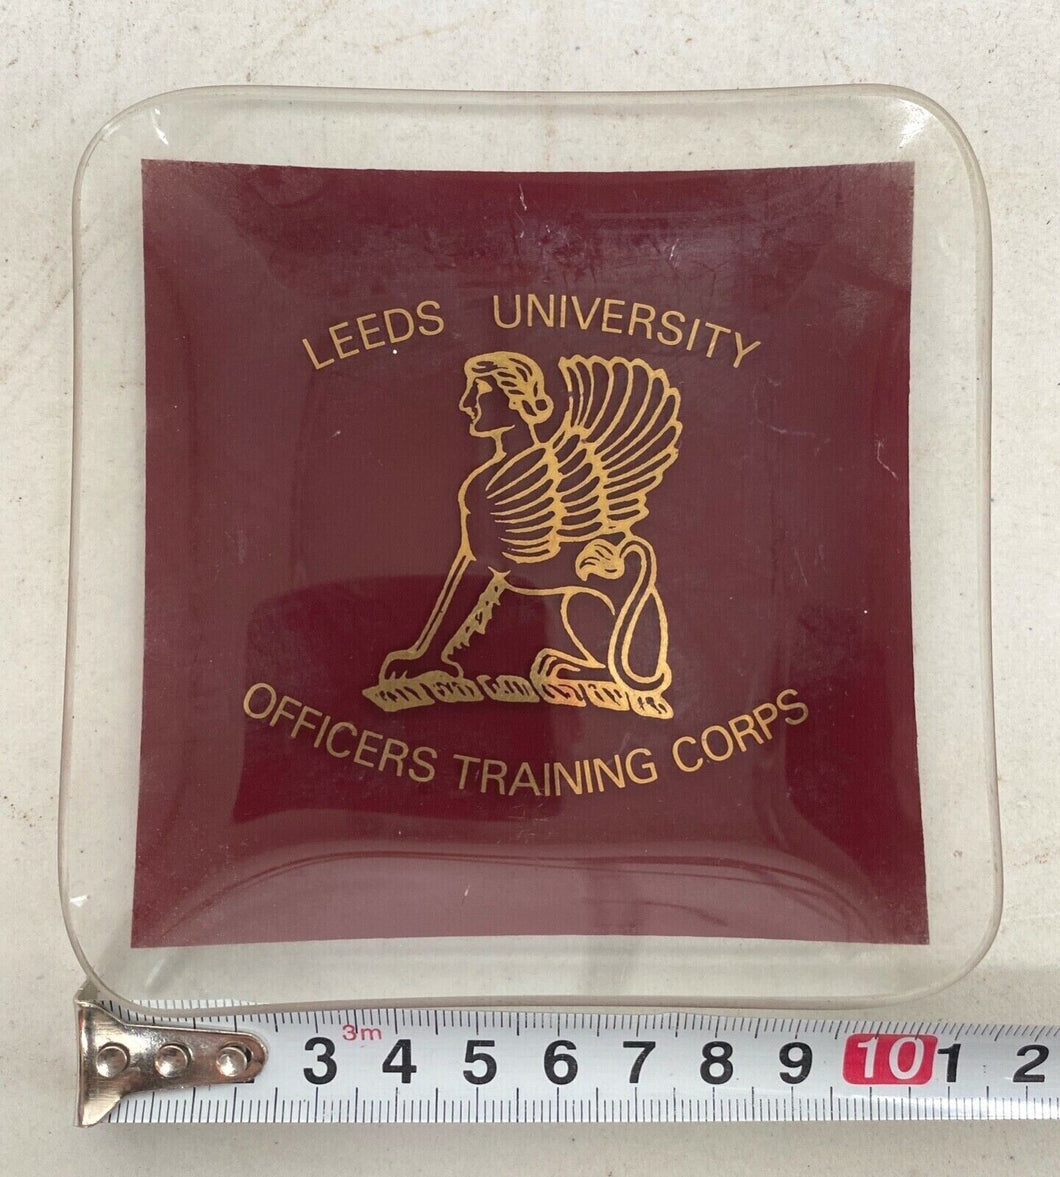 LEEDS UNIVERSITY
OFFICERS TRAINING CORPS
3m
3 4 5 6 7 8 9 10 1 2